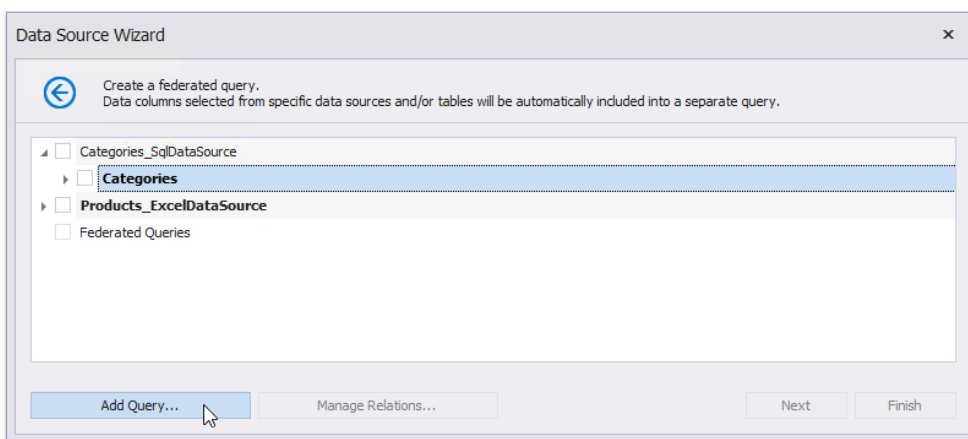 Data Source Wizard
Create a federated query.
Data columns selected from specific data sources and/or tables will be automatically included into a separate query.
Categories_SqlDataSource
Categories
Products_ExcelDataSource
Federated Queries
Add Query... Manage Relations... Next Finish